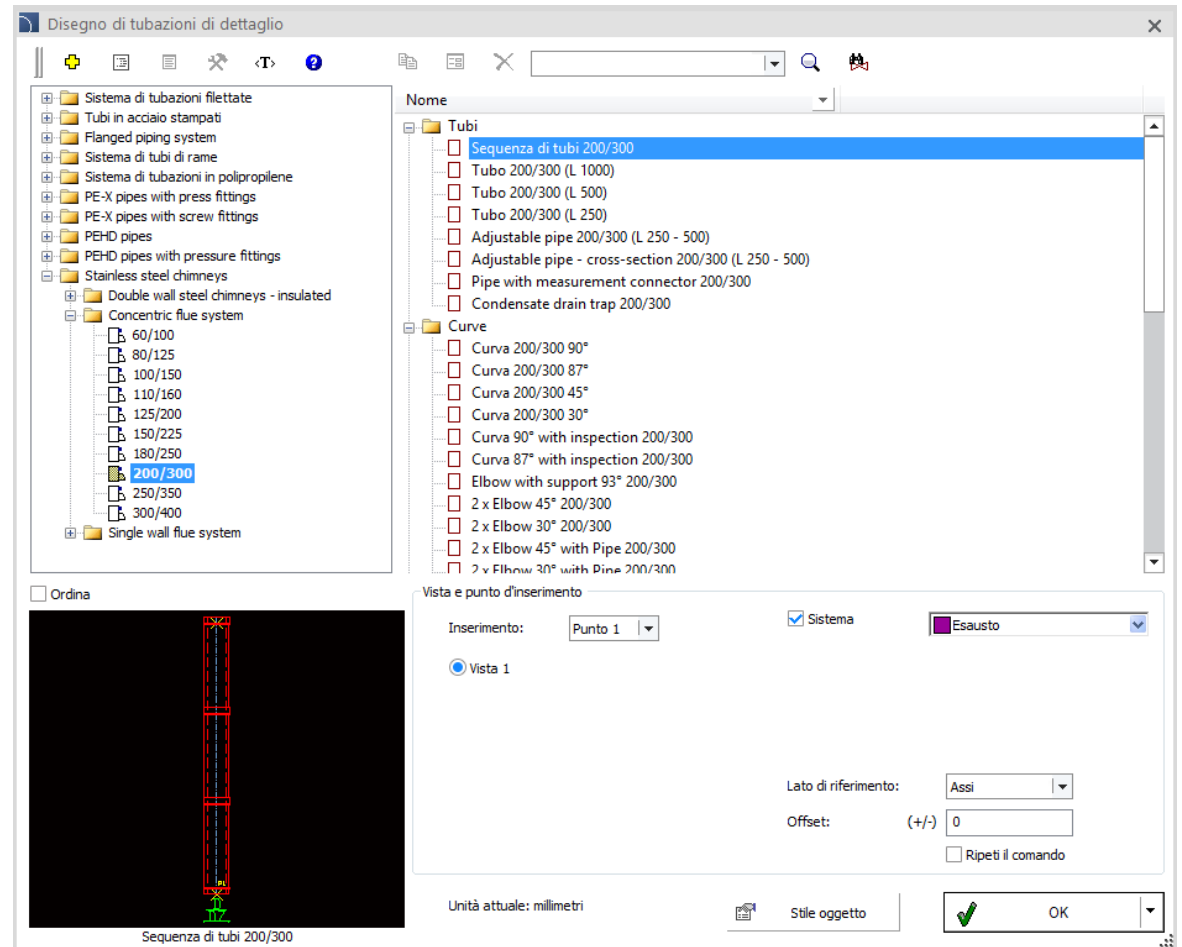 Disegno di tubazioni di dettaglio
<T>
Sistema di tubazioni filettate
Tubi in acciaio stampati
Flanged piping system
Sistema di tubi di rame
Sistema di tubazioni in polipropilene
PE-X pipes with press fittings
PE-X pipes with screw fittings
PEHD pipes
PEHD pipes with pressure fittings
Stainless steel chimneys
Double wall steel chimneys - insulated
Concentric flue system
60/100
80/125
100/150
110/160
125/200
150/225
180/250
200/300
250/350
300/400
Single wall flue system
Nome
Tubi
Sequenza di tubi 200/300
Tubo 200/300 (L 1000)
Tubo 200/300 (L 500)
Tubo 200/300 (L 250)
Adjustable pipe 200/300 (L 250 - 500)
Adjustable pipe - cross-section 200/300 (L 250 - 500)
Pipe with measurement connector 200/300
Condensate drain trap 200/300
Curve
Curva 200/300 90°
Curva 200/300 87°
Curva 200/300 45°
Curva 200/300 30°
Curva 90° with inspection 200/300
Curva 87° with inspection 200/300
Elbow with support 93° 200/300
2 x Elbow 45° 200/300
2 x Elbow 30° 200/300
2 x Elbow 45° with Pipe 200/300
2 x Elbow 30° with Pipe 200/300
Ordina
P1
Sequenza di tubi 200/300
Vista e punto d'inserimento
Inserimento: Punto 1
Sistema Esausto
Vista 1
Lato di riferimento: Assi
Offset: (+/-) 0
Ripeti il comando
Unità attuale: millimetri
Stile oggetto
OK